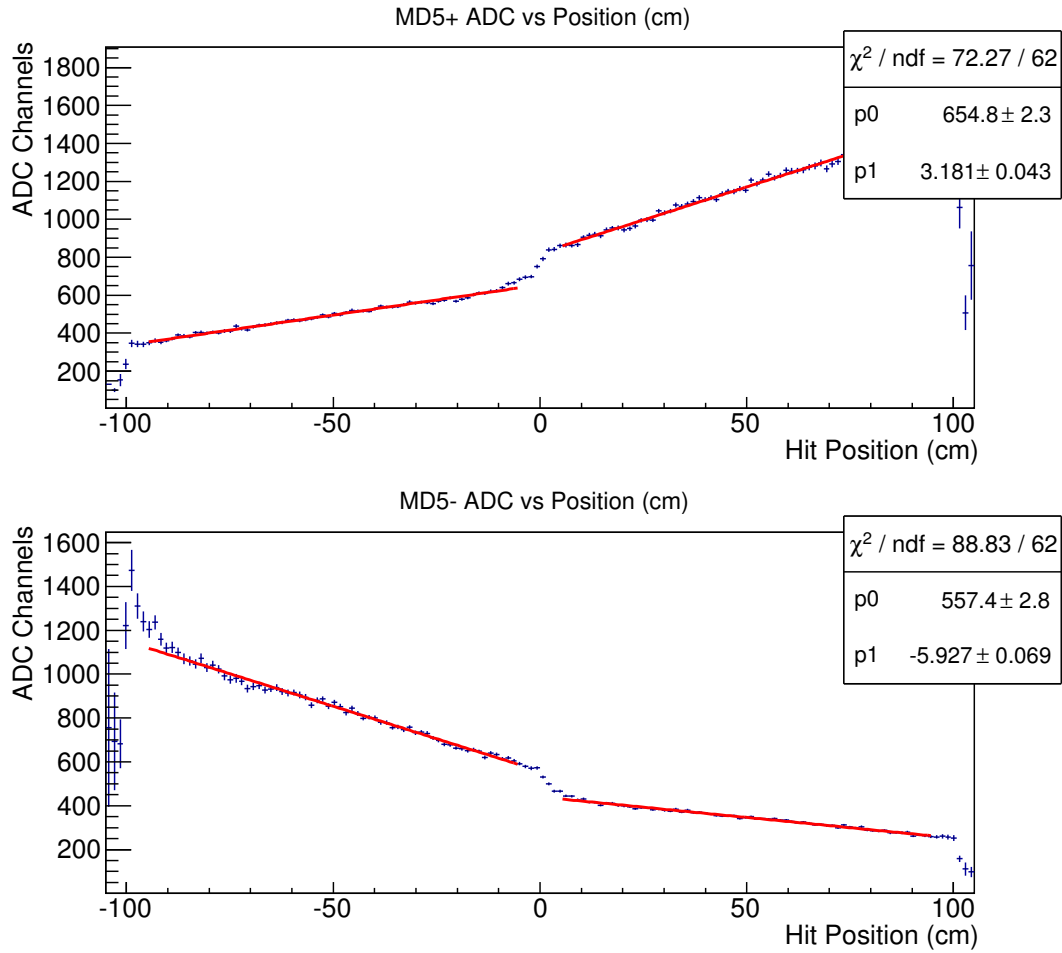 MD5+ ADC vs Position (cm)
χ² / ndf = 72.27 / 62
p0 654.8 ± 2.3
p1 3.181 ± 0.043
ADC Channels
1800
1600
1400
1200
1000
800
600
400
200
-100 -50 0 50 100
Hit Position (cm)
MD5- ADC vs Position (cm)
χ² / ndf = 88.83 / 62
p0 557.4 ± 2.8
p1 -5.927 ± 0.069
ADC Channels
1600
1400
1200
1000
800
600
400
200
-100 -50 0 50 100
Hit Position (cm)